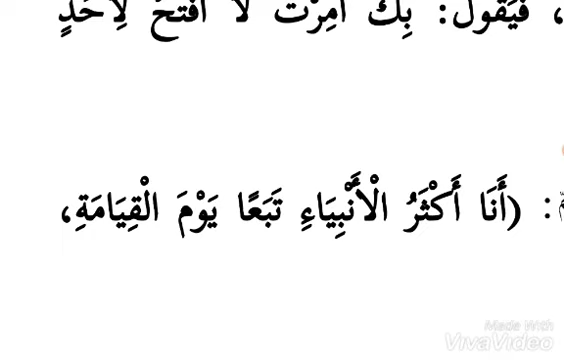 ، فَيَقُولُ: بِكَ أُمِرْتُ لَا أَفْتَحُ لِأَحَدٍ
: (أَنَا أَكْثَرُ الْأَنْبِيَاءِ تَبَعًا يَوْمَ الْقِيَامَةِ،
Made With
VivaVideo